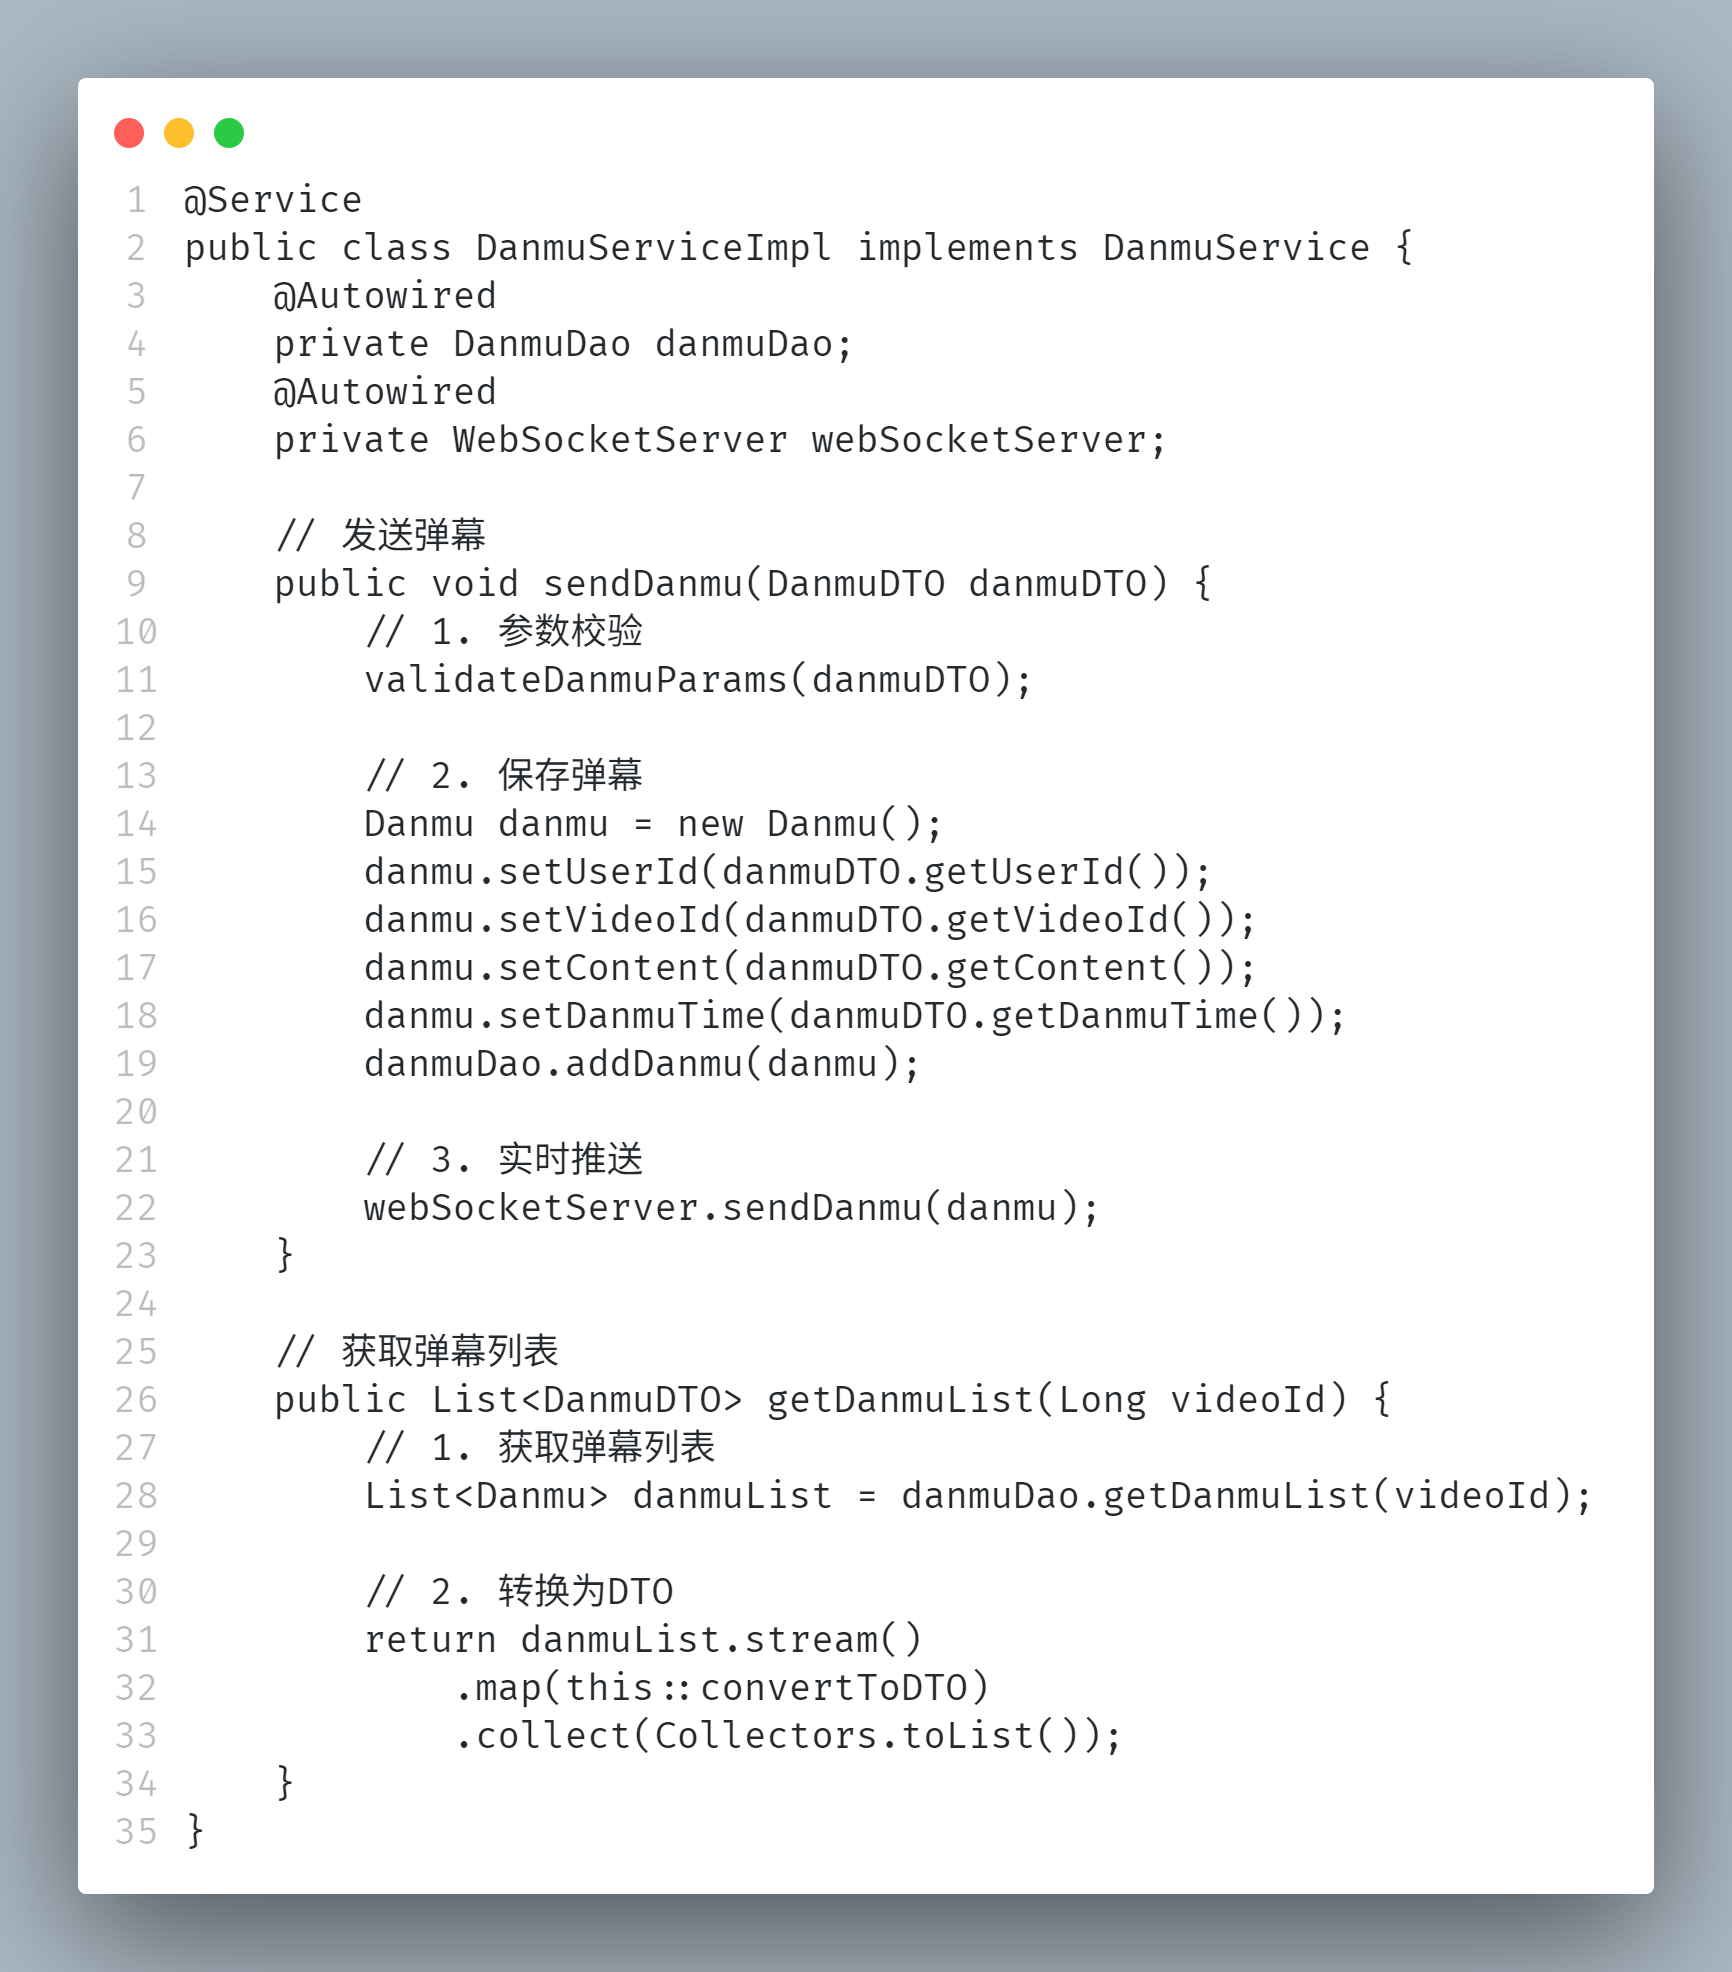 1 @Service
2 public class DanmuServiceImpl implements DanmuService {
3     @Autowired
4     private DanmuDao danmuDao;
5     @Autowired
6     private WebSocketServer webSocketServer;
7
8     // 发送弹幕
9     public void sendDanmu(DanmuDTO danmuDTO) {
10         // 1. 参数校验
11         validateDanmuParams(danmuDTO);
12
13         // 2. 保存弹幕
14         Danmu danmu = new Danmu();
15         danmu.setUserId(danmuDTO.getUserId());
16         danmu.setVideoId(danmuDTO.getVideoId());
17         danmu.setContent(danmuDTO.getContent());
18         danmu.setDanmuTime(danmuDTO.getDanmuTime());
19         danmuDao.addDanmu(danmu);
20
21         // 3. 实时推送
22         webSocketServer.sendDanmu(danmu);
23     }
24
25     // 获取弹幕列表
26     public List<DanmuDTO> getDanmuList(Long videoId) {
27         // 1. 获取弹幕列表
28         List<Danmu> danmuList = danmuDao.getDanmuList(videoId);
29
30         // 2. 转换为DTO
31         return danmuList.stream()
32             .map(this::convertToDTO)
33             .collect(Collectors.toList());
34     }
35 }